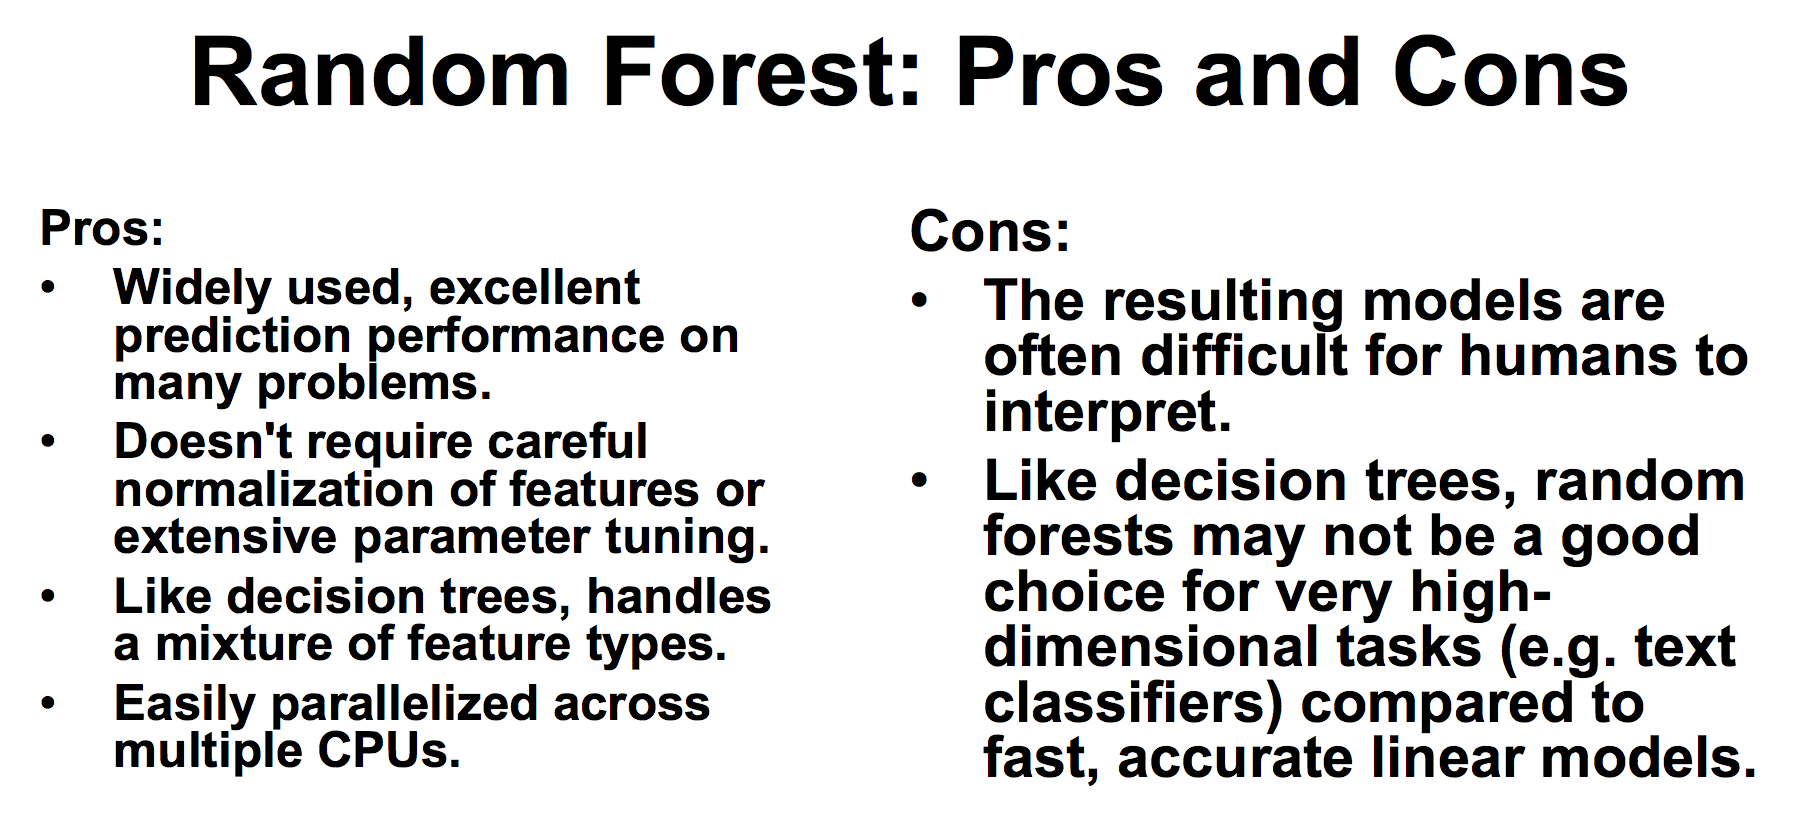 Random Forest: Pros and Cons
Pros:
• Widely used, excellent
prediction performance on
many problems.
• Doesn't require careful
normalization of features or
extensive parameter tuning.
• Like decision trees, handles
a mixture of feature types.
• Easily parallelized across
multiple CPUs.
Cons:
• The resulting models are
often difficult for humans to
interpret.
• Like decision trees, random
forests may not be a good
choice for very high-
dimensional tasks (e.g. text
classifiers) compared to
fast, accurate linear models.